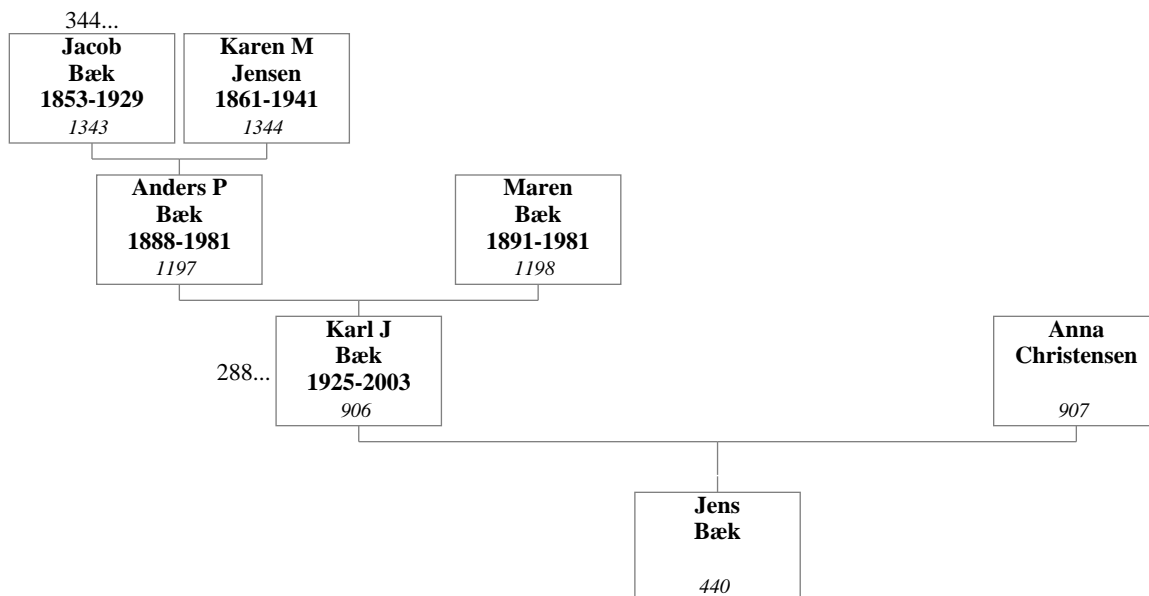 344...
Jacob
Bæk
1853-1929
1343
Karen M
Jensen
1861-1941
1344
Anders P
Bæk
1888-1981
1197
Maren
Bæk
1891-1981
1198
288...
Karl J
Bæk
1925-2003
906
Anna
Christensen
907
Jens
Bæk
440